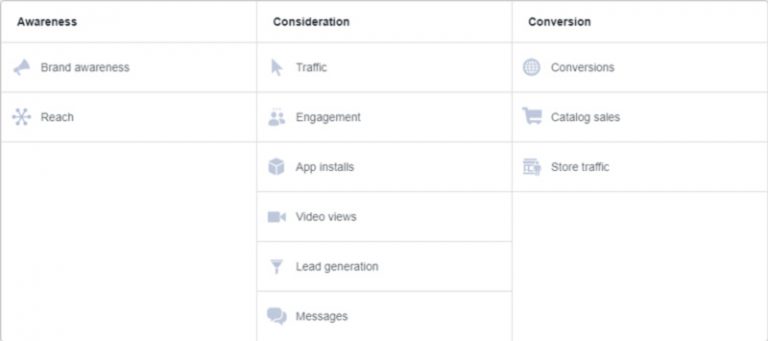 Awareness
Consideration
Conversion
Brand awareness
Traffic
Conversions
Reach
Engagement
Catalog sales
App installs
Store traffic
Video views
Lead generation
Messages